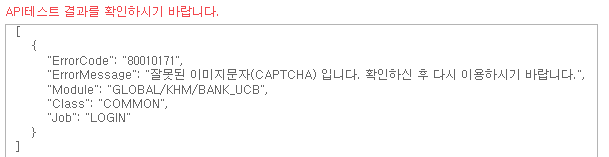 API테스트 결과를 확인하시기 바랍니다.
[
{
"ErrorCode": "80010171",
"ErrorMessage": "잘못된 이미지문자(CAPTCHA) 입니다. 확인하신 후 다시 이용하시기 바랍니다.",
"Module": "GLOBAL/KHM/BANK_UCB",
"Class": "COMMON",
"Job": "LOGIN"
}
]